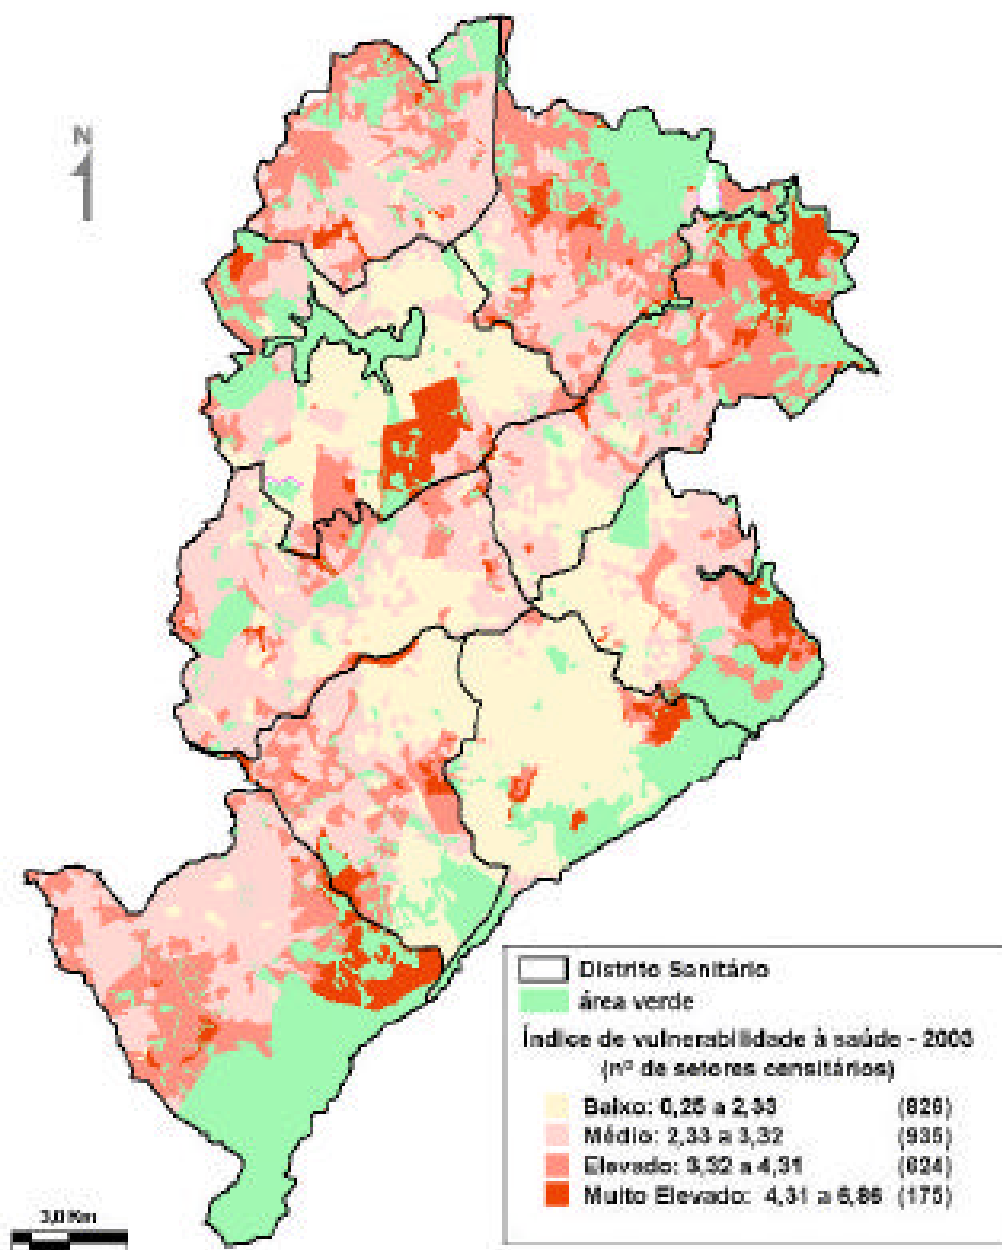 N
Distrito Sanitário
área verde
Índice de vulnerabilidade à saúde - 2003
(nº de setores censitários)
Baixo: 0,25 a 2,33 (826)
Médio: 2,33 a 3,32 (935)
Elevado: 3,32 a 4,31 (624)
Muito Elevado: 4,31 a 6,86 (175)
3,0 Km